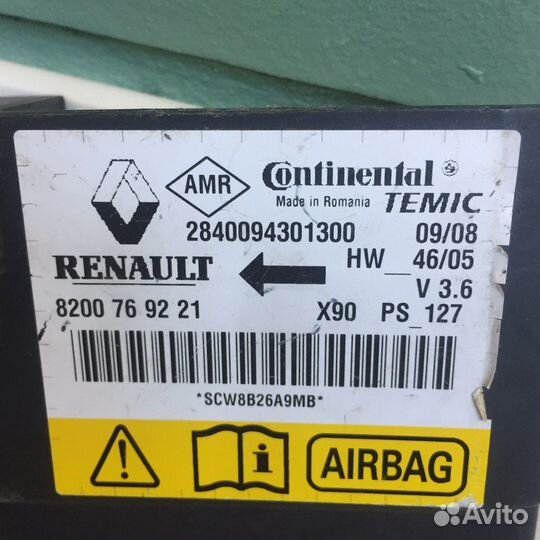 AMR
Continental
Made in Romania TEMIC
2840094301300 09/08
RENAULT HW__46/05
V 3.6
8200 76 92 21 X90 PS_127
*SCW8B26A9MB*
i AIRBAG
Avito